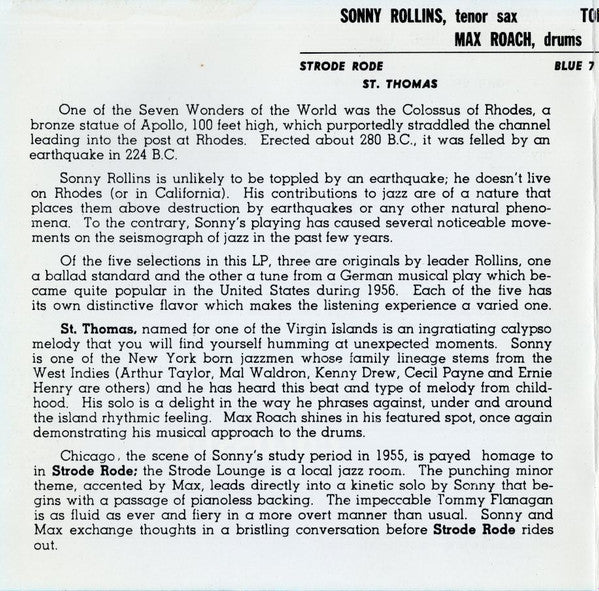 SONNY ROLLINS, tenor sax
MAX ROACH, drums
STRODE RODE BLUE 7
ST. THOMAS
One of the Seven Wonders of the World was the Colossus of Rhodes, a
bronze statue of Apollo, 100 feet high, which purportedly straddled the channel
leading into the post at Rhodes. Erected about 280 B.C., it was felled by an
earthquake in 224 B.C.
Sonny Rollins is unlikely to be toppled by an earthquake; he doesn't live
on Rhodes (or in California). His contributions to jazz are of a nature that
places them above destruction by earthquakes or any other natural pheno-
mena. To the contrary, Sonny's playing has caused several noticeable move-
ments on the seismograph of jazz in the past few years.
Of the five selections in this LP, three are originals by leader Rollins, one
a ballad standard and the other a tune from a German musical play which be-
came quite popular in the United States during 1956. Each of the five has
its own distinctive flavor which makes the listening experience a varied one.
St. Thomas, named for one of the Virgin Islands is an ingratiating calypso
melody that you will find yourself humming at unexpected moments. Sonny
is one of the New York born jazzmen whose family lineage stems from the
West Indies (Arthur Taylor, Mal Waldron, Kenny Drew, Cecil Payne and Ernie
Henry are others) and he has heard this beat and type of melody from child-
hood. His solo is a delight in the way he phrases against, under and around
the island rhythmic feeling. Max Roach shines in his featured spot, once again
demonstrating his musical approach to the drums.
Chicago, the scene of Sonny's study period in 1955, is payed homage to
in Strode Rode; the Strode Lounge is a local jazz room. The punching minor
theme, accented by Max, leads directly into a kinetic solo by Sonny that be-
gins with a passage of pianoless backing. The impeccable Tommy Flanagan
is as fluid as ever and fiery in a more overt manner than usual. Sonny and
Max exchange thoughts in a bristling conversation before Strode Rode rides
out.